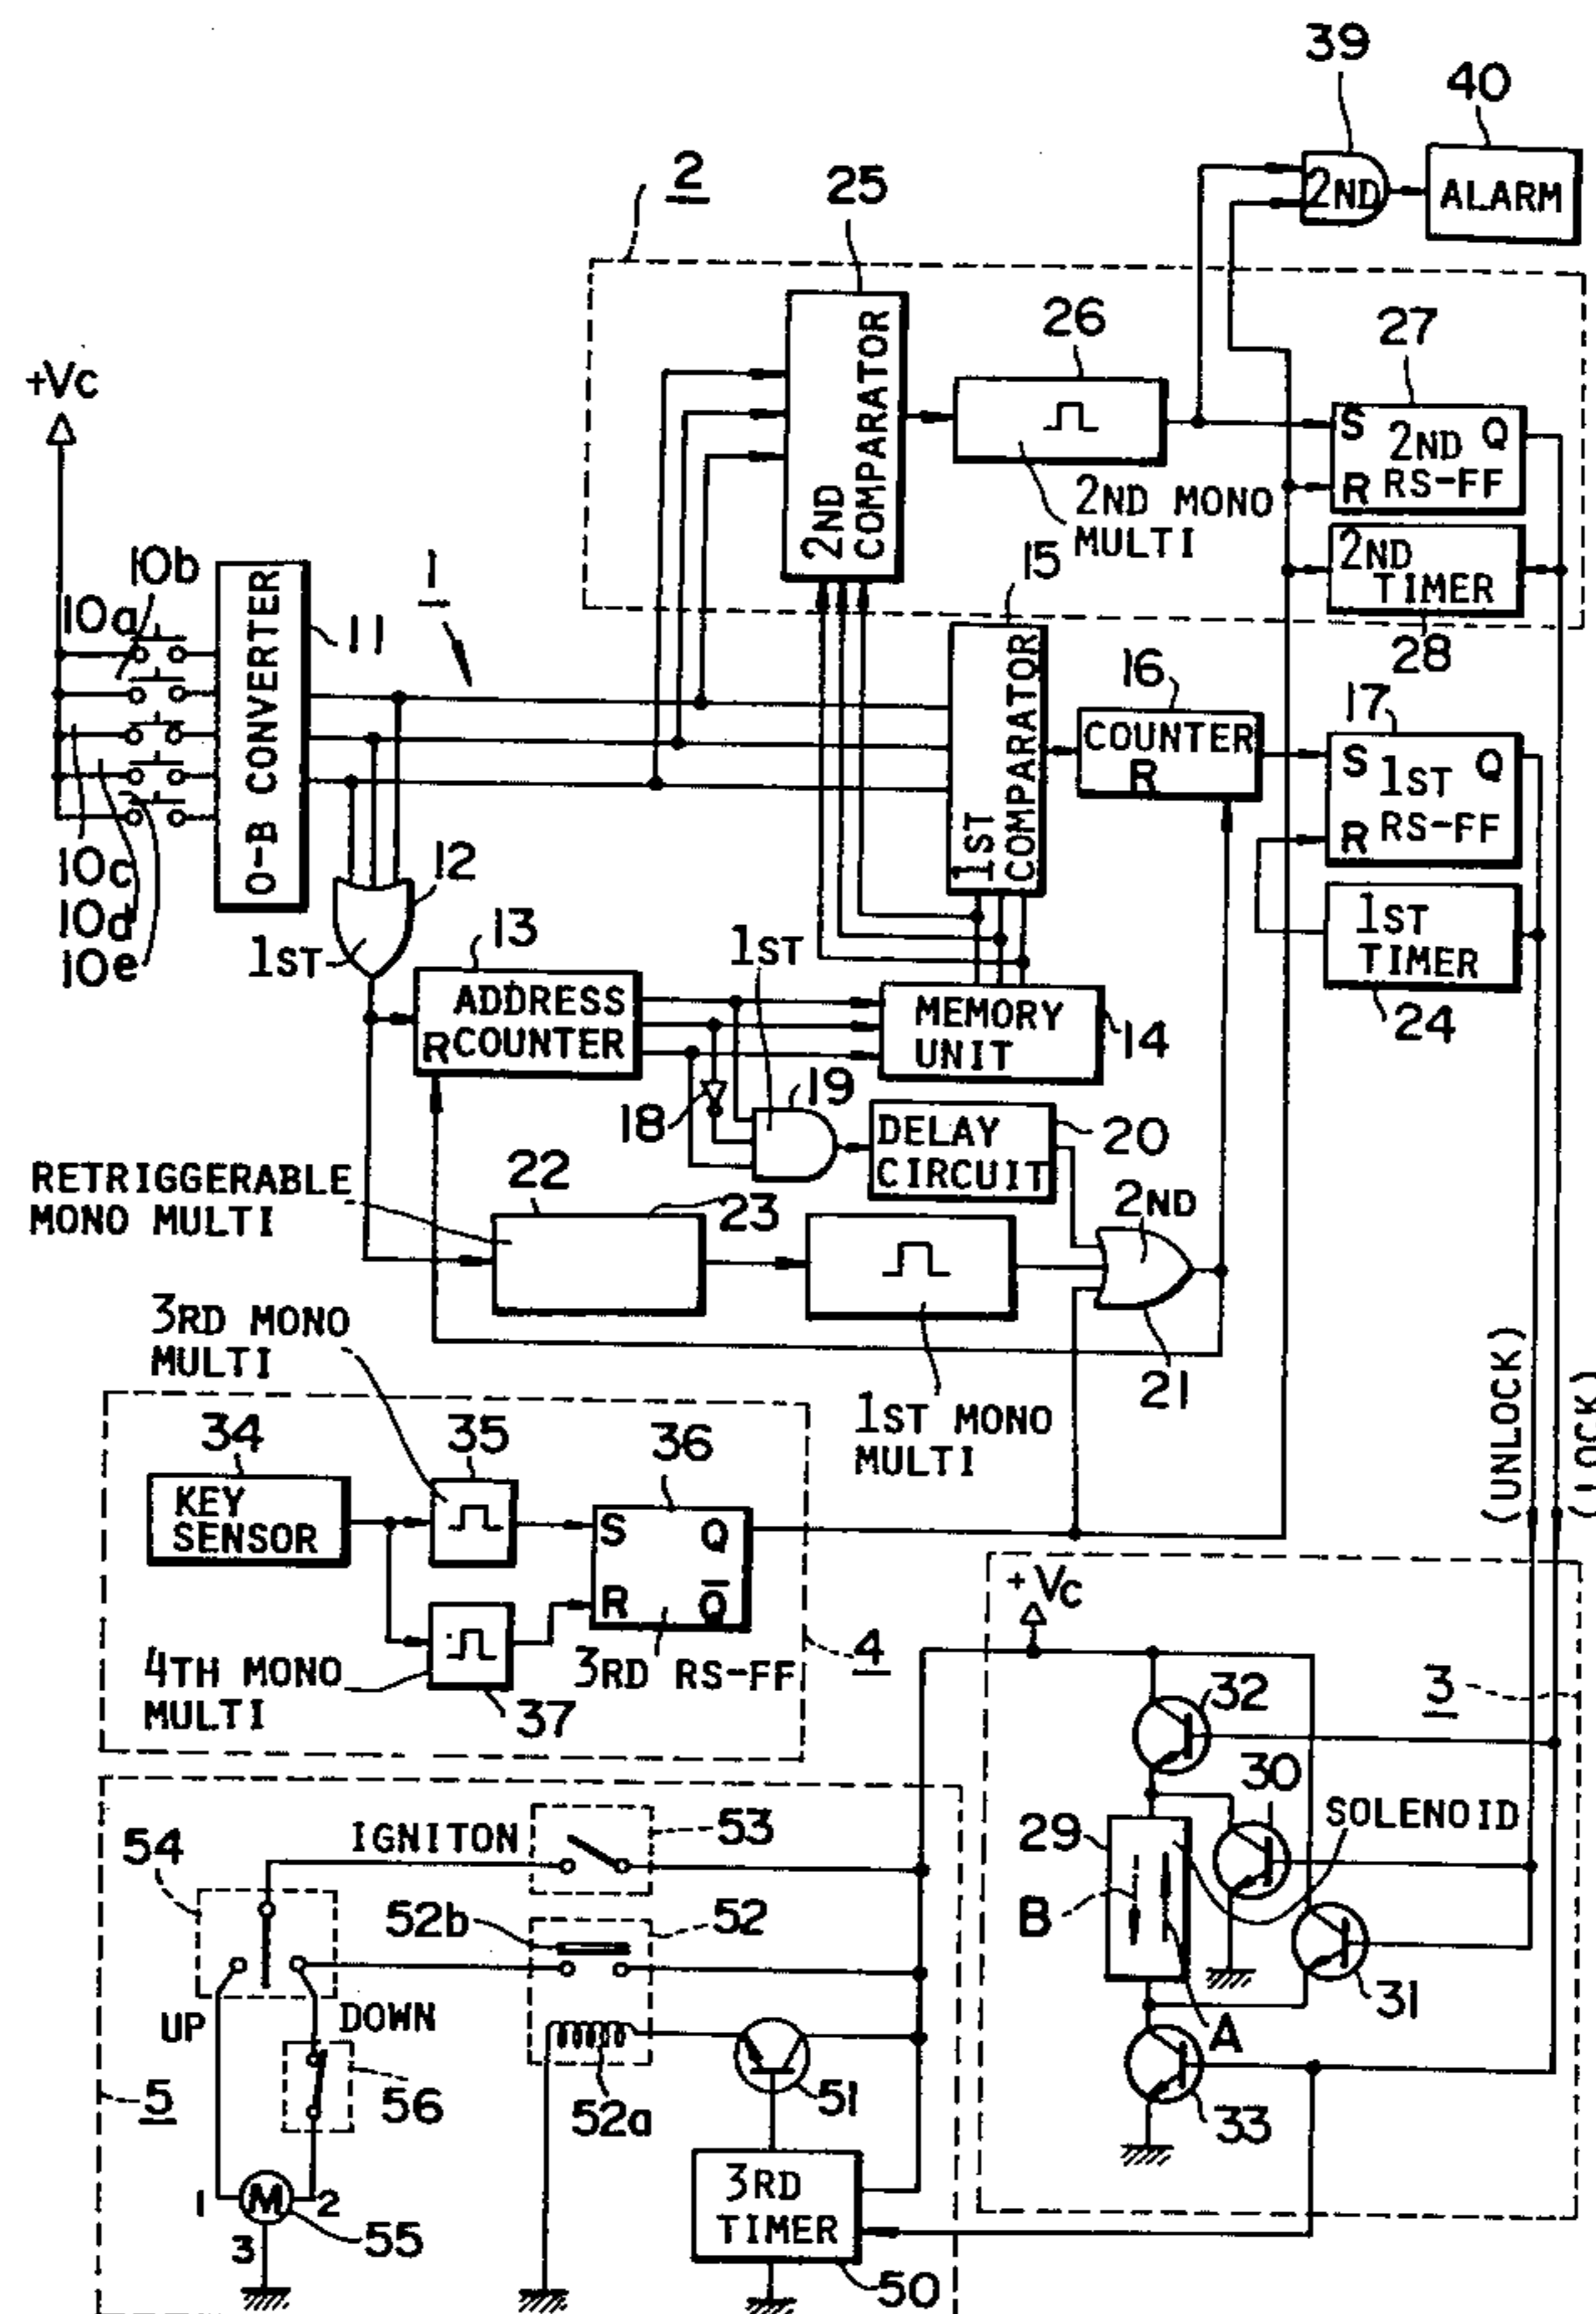 39
40
2ND
ALARM
2
25
26
27
+Vc
2ND COMPARATOR
S 2ND Q
R RS-FF
2ND MONO
MULTI
2ND
TIMER
28
10b
1
15
10a
11
O-B CONVERTER
16
17
COUNTER
R
S 1ST Q
R RS-FF
1ST COMPARATOR
10c
10d
10e
12
1ST
13
1ST
1ST
TIMER
24
ADDRESS
R COUNTER
MEMORY
UNIT
14
18
19
DELAY
CIRCUIT
20
RETRIGGERABLE
MONO MULTI
22
23
2ND
3RD MONO
MULTI
21
1ST MONO
MULTI
(UNLOCK)
(LOCK)
34
35
36
KEY
SENSOR
S Q
R Q̅
+Vc
4TH MONO
MULTI
37
3RD RS-FF
4
3
32
30
54
IGNITON
53
29
SOLENOID
B
52b
52
31
UP
DOWN
A
5
56
52a
51
33
1
M
2
3
55
3RD
TIMER
50